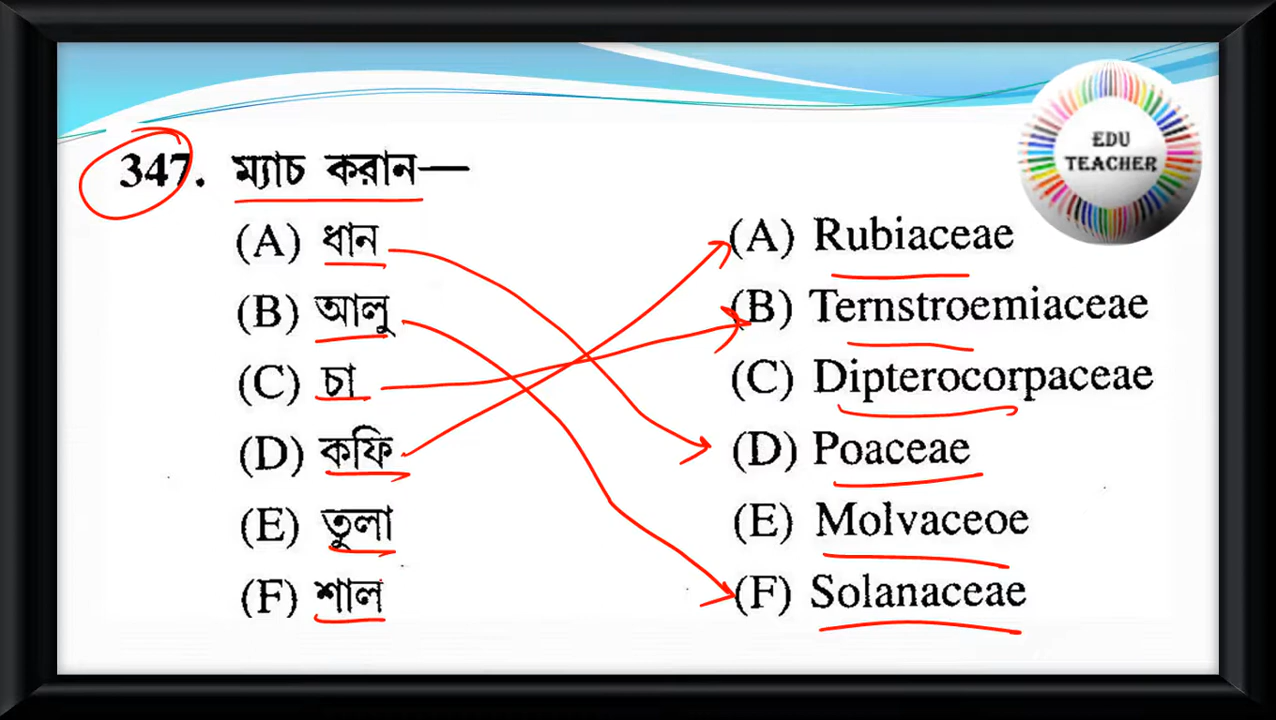 EDU
TEACHER
347. ম্যাচ করান—
(A) ধান (A) Rubiaceae
(B) আলু (B) Ternstroemiaceae
(C) চা (C) Dipterocorpaceae
(D) কফি (D) Poaceae
(E) তুলা (E) Molvaceoe
(F) শাল (F) Solanaceae